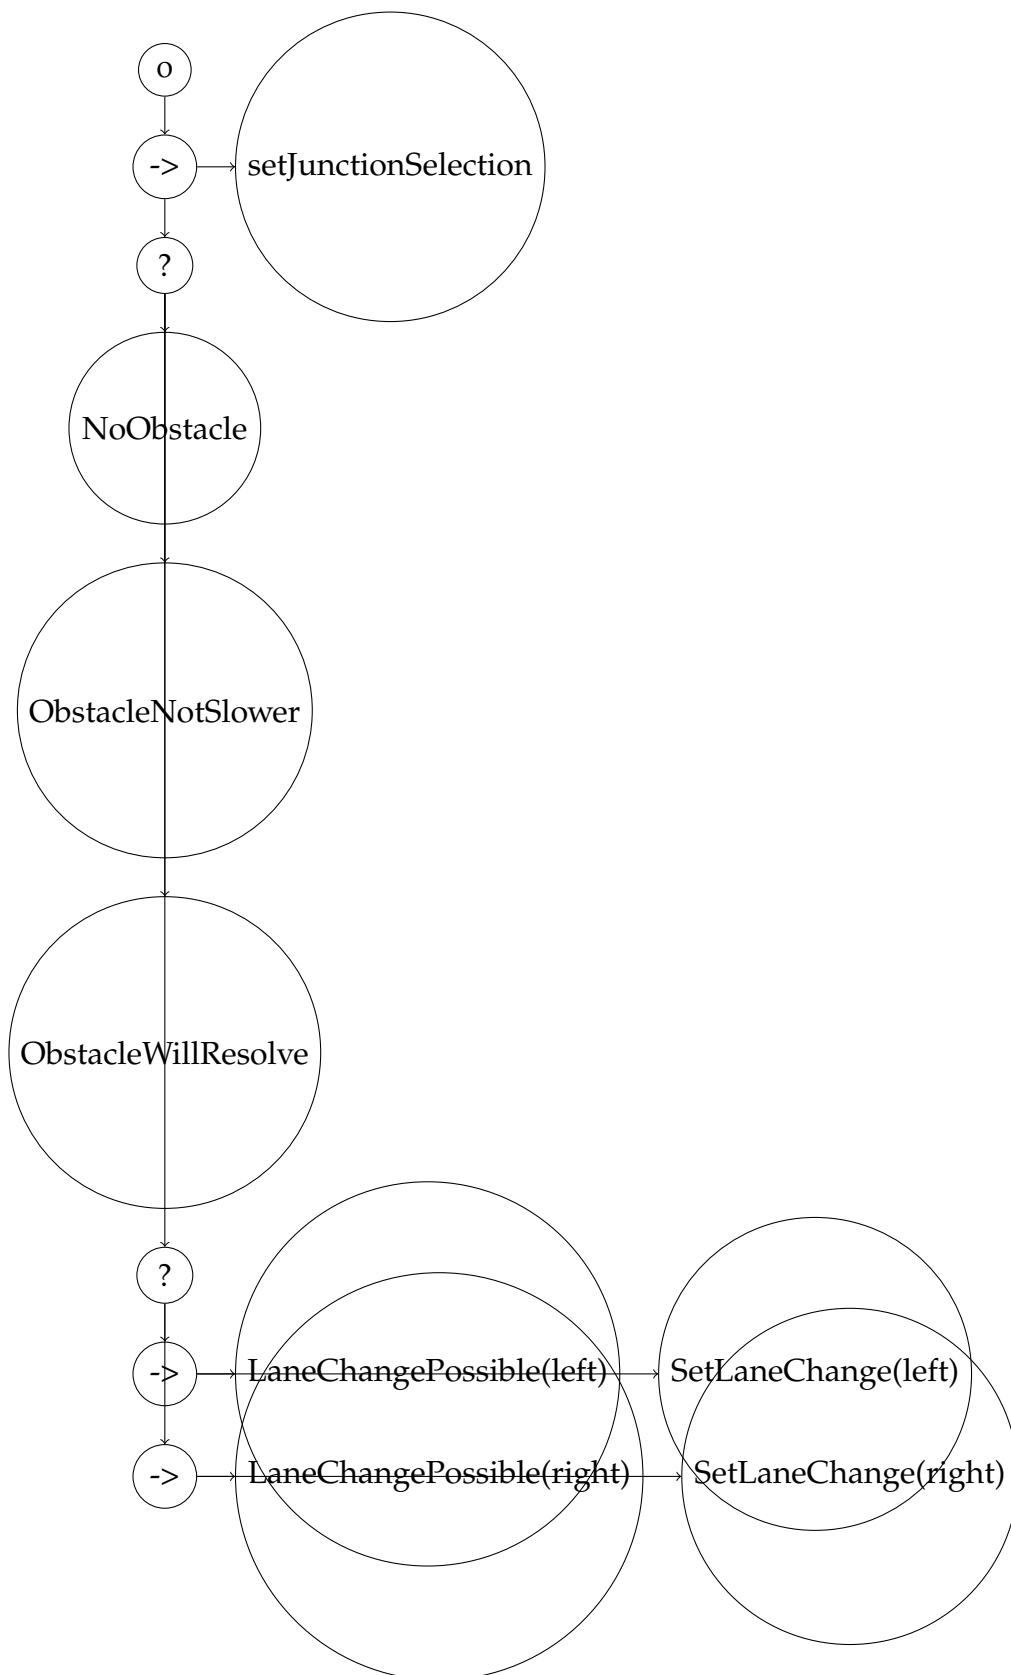 o
-> setJunctionSelection
?
NoObstacle
ObstacleNotSlower
ObstacleWillResolve
?
-> LaneChangePossible(left) SetLaneChange(left)
-> LaneChangePossible(right) SetLaneChange(right)